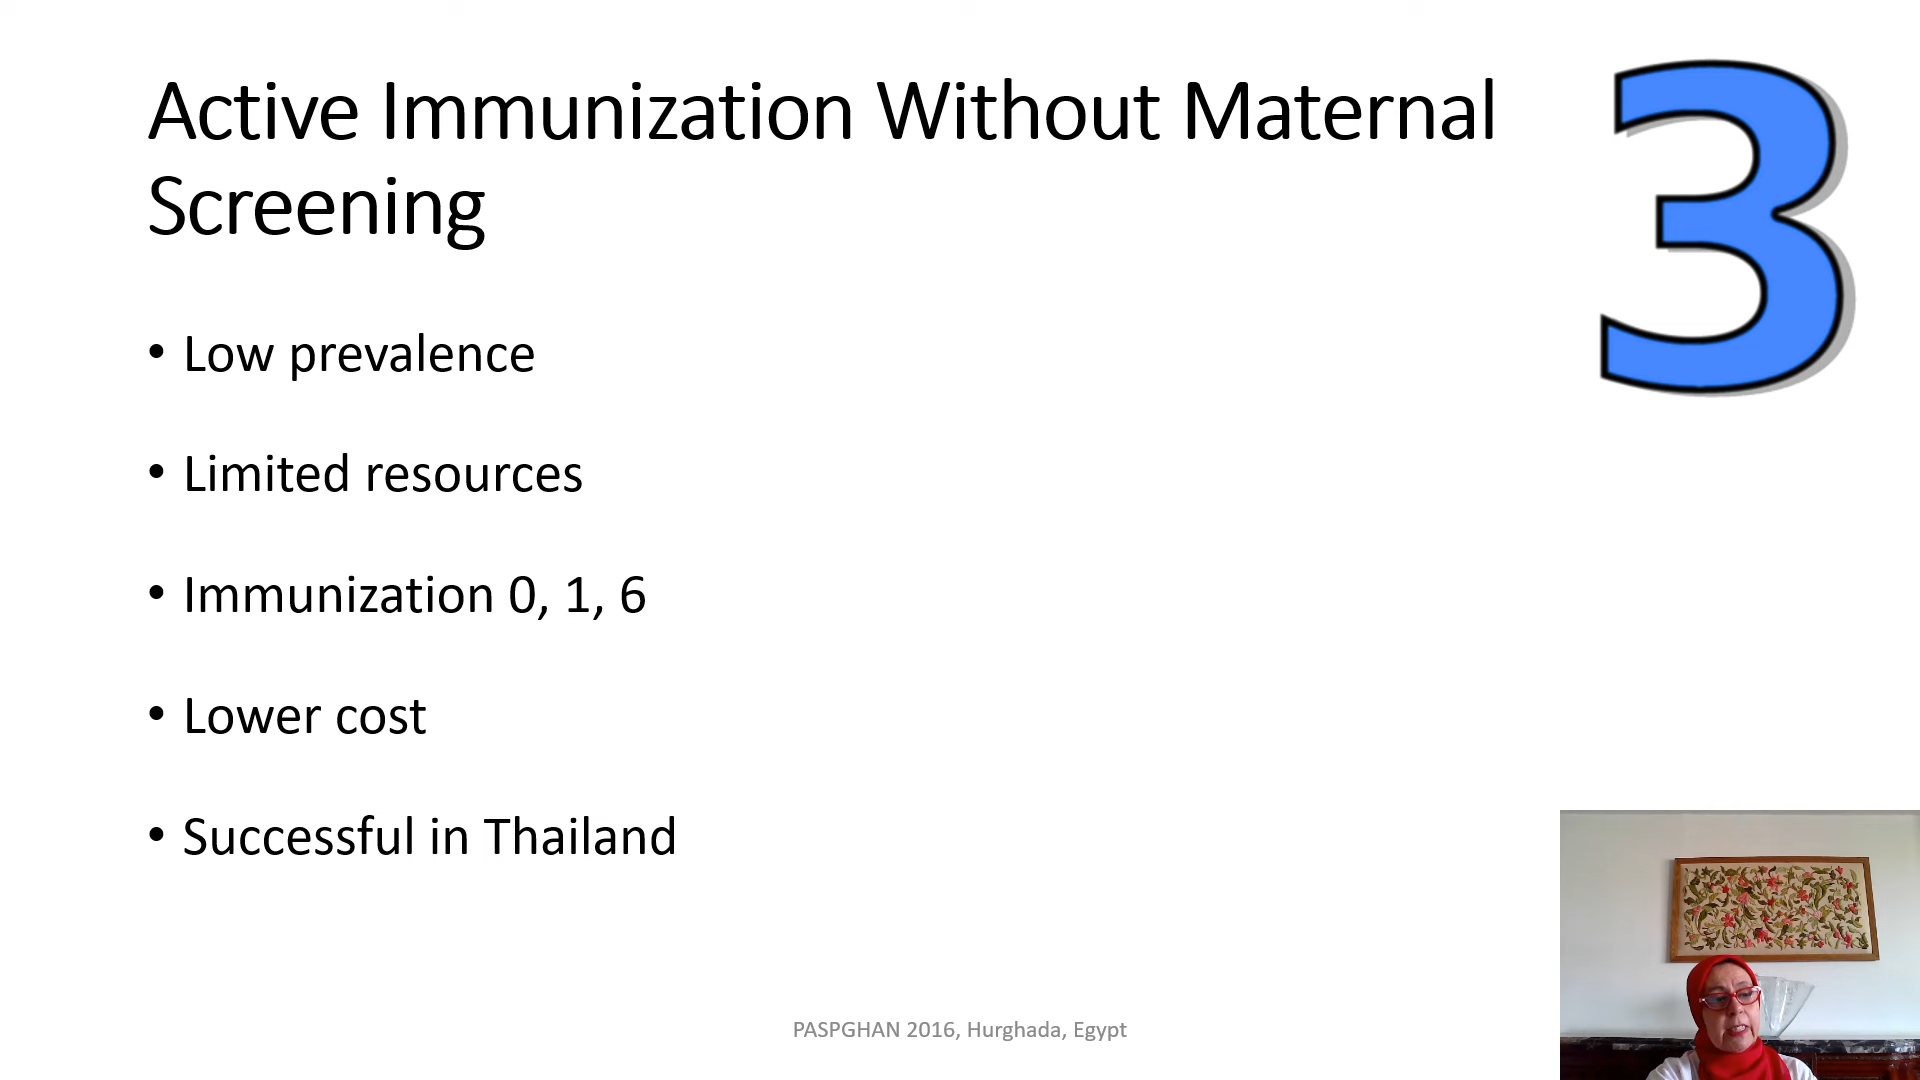 Active Immunization Without Maternal
Screening
3
• Low prevalence
• Limited resources
• Immunization 0, 1, 6
• Lower cost
• Successful in Thailand
PASPGHAN 2016, Hurghada, Egypt